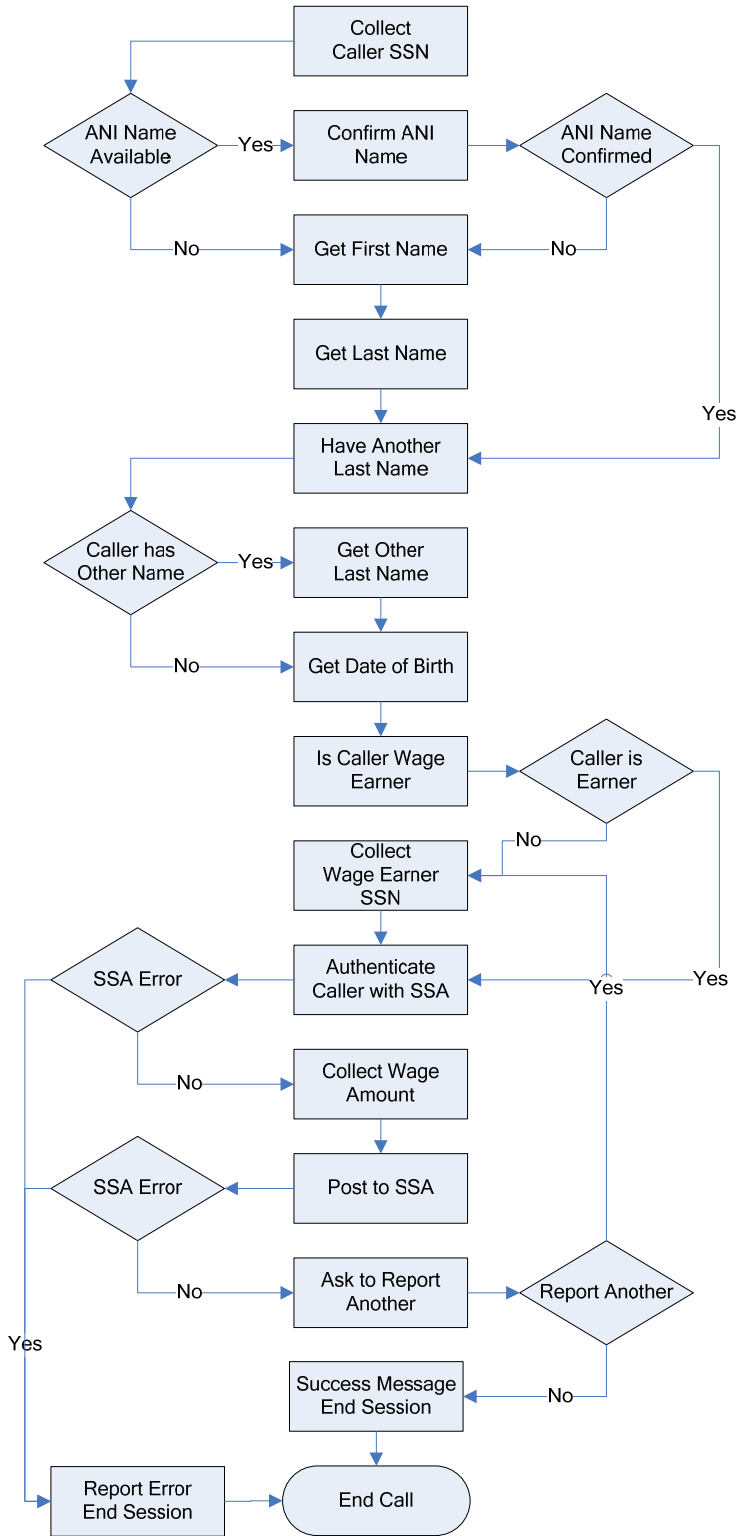 Collect
Caller SSN
ANI Name
Available
Yes
Confirm ANI
Name
ANI Name
Confirmed
No
Get First Name
No
Get Last Name
Yes
Have Another
Last Name
Caller has
Other Name
Yes
Get Other
Last Name
No
Get Date of Birth
Is Caller Wage
Earner
Caller is
Earner
No
Collect
Wage Earner
SSN
SSA Error
Authenticate
Caller with SSA
Yes
Yes
No
Collect Wage
Amount
SSA Error
Post to SSA
No
Ask to Report
Another
Report Another
Yes
Success Message
End Session
No
Report Error
End Session
End Call